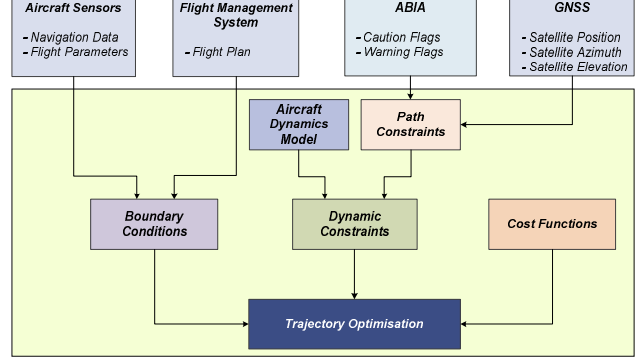 Aircraft Sensors
- Navigation Data
- Flight Parameters
Flight Management
System
- Flight Plan
ABIA
- Caution Flags
- Warning Flags
GNSS
- Satellite Position
- Satellite Azimuth
- Satellite Elevation
Aircraft
Dynamics
Model
Path
Constraints
Boundary
Conditions
Dynamic
Constraints
Cost Functions
Trajectory Optimisation